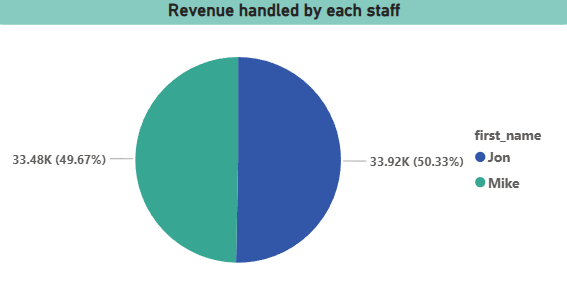 Revenue handled by each staff
33.48K (49.67%)
33.92K (50.33%)
first_name
Jon
Mike